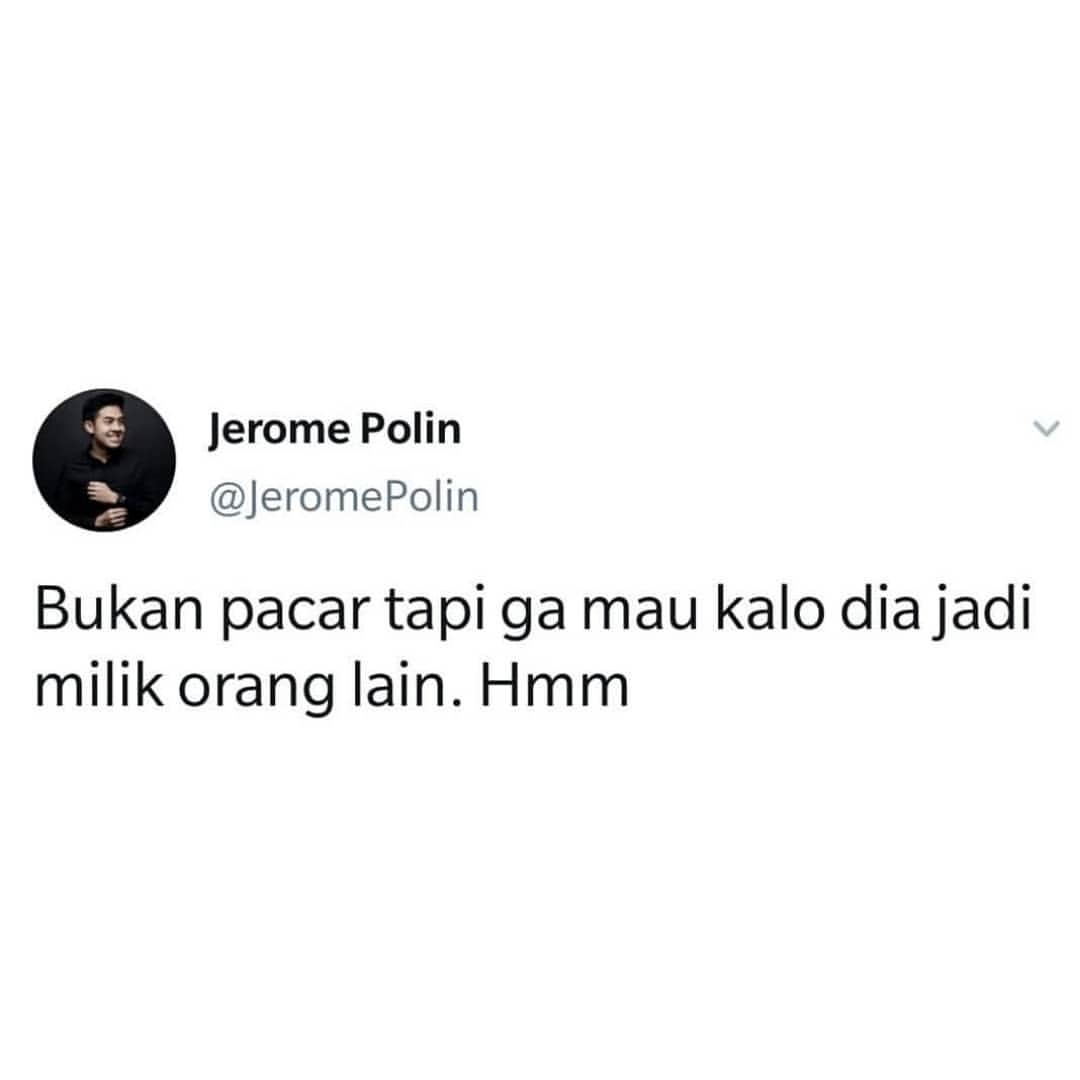 Jerome Polin
@JeromePolin
Bukan pacar tapi ga mau kalo dia jadi
milik orang lain. Hmm